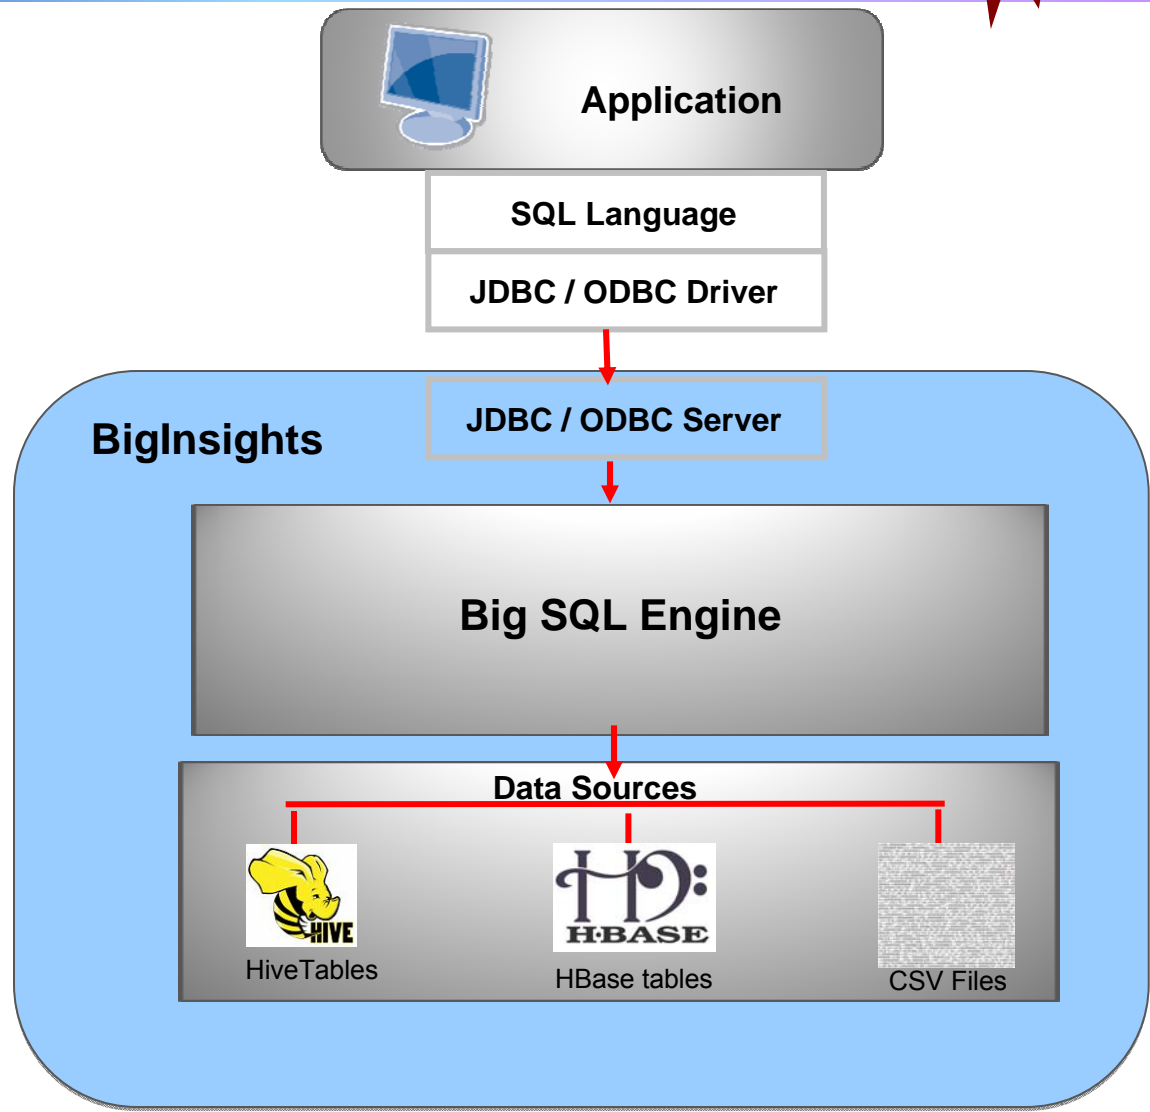 Application
SQL Language
JDBC / ODBC Driver
JDBC / ODBC Server
BigInsights
Big SQL Engine
Data Sources
HIVE
H·BASE
HiveTables
HBase tables
CSV Files